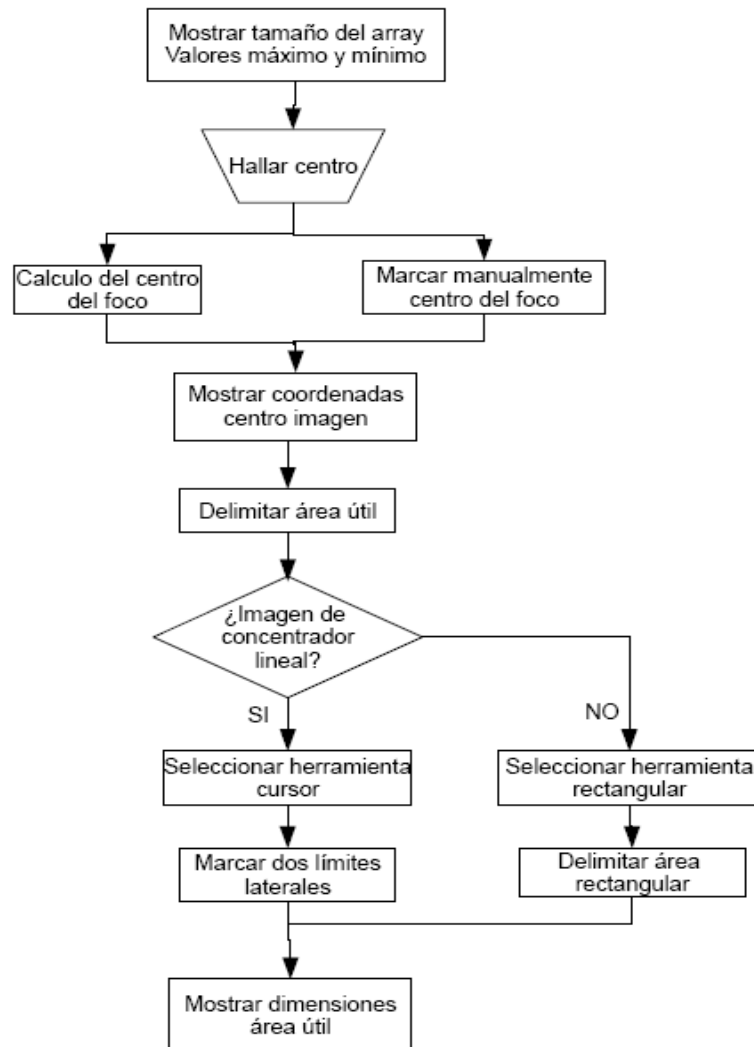 Mostrar tamaño del array
Valores máximo y mínimo
Hallar centro
Calculo del centro
del foco
Marcar manualmente
centro del foco
Mostrar coordenadas
centro imagen
Delimitar área útil
¿Imagen de
concentrador
lineal?
SI
NO
Seleccionar herramienta
cursor
Seleccionar herramienta
rectangular
Marcar dos límites
laterales
Delimitar área
rectangular
Mostrar dimensiones
área útil